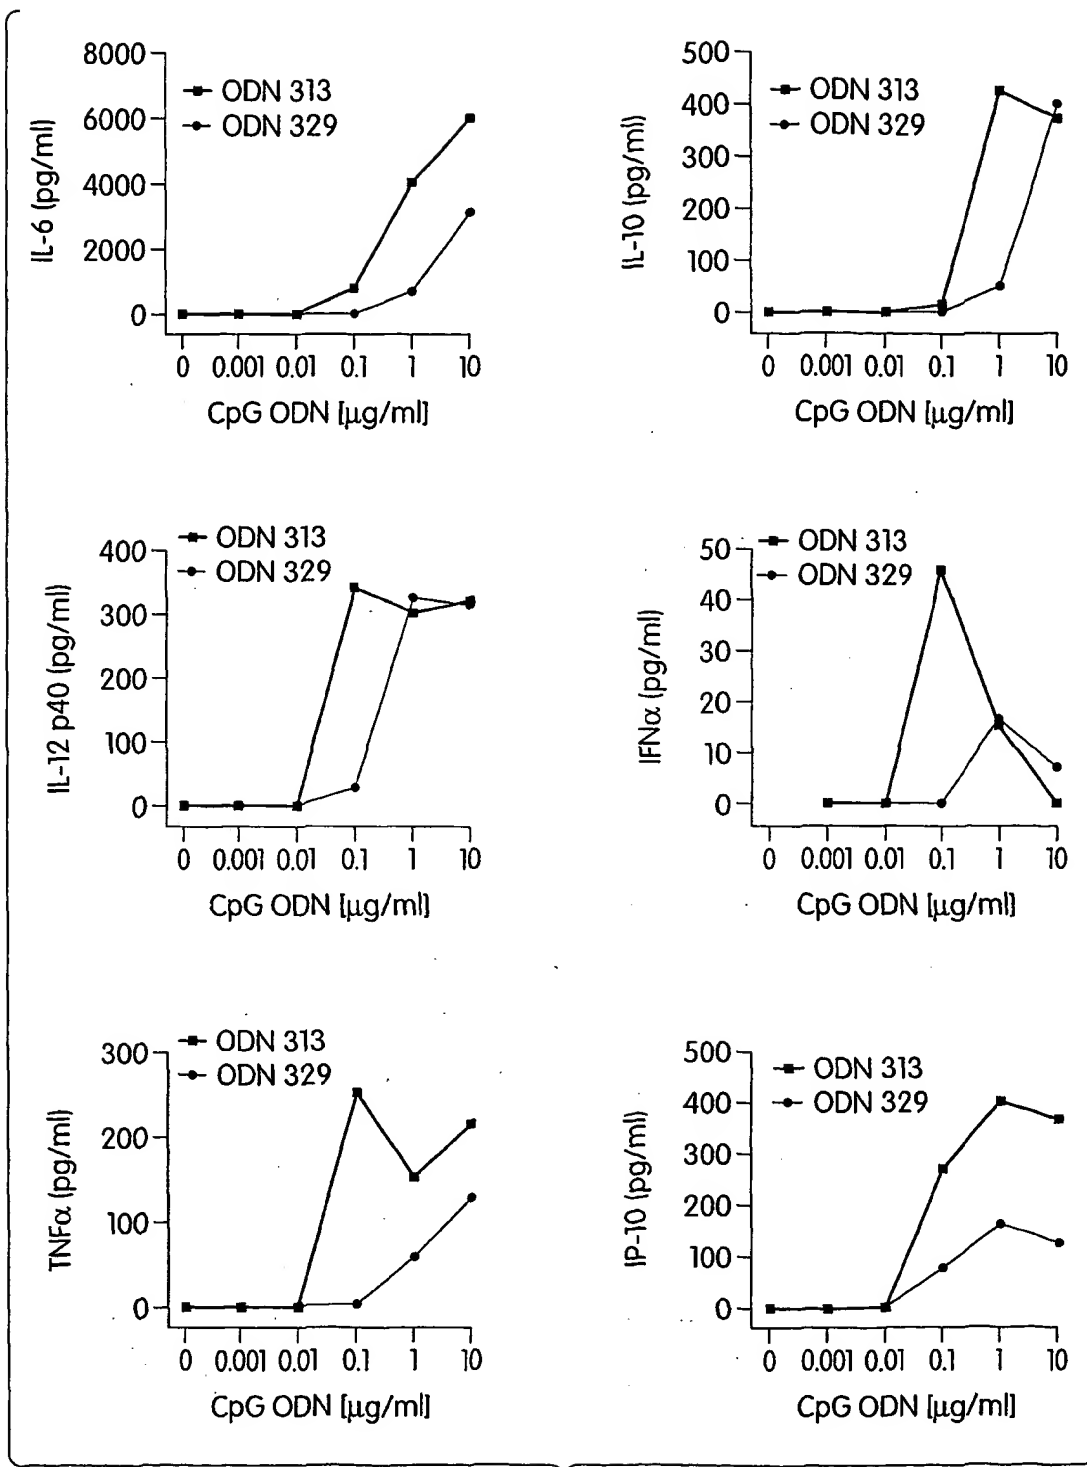 8000
6000
4000
2000
0
IL-6 (pg/ml)
ODN 313
ODN 329
0 0.001 0.01 0.1 1 10
CpG ODN [μg/ml]
500
400
300
200
100
0
IL-10 (pg/ml)
ODN 313
ODN 329
0 0.001 0.01 0.1 1 10
CpG ODN [μg/ml]
400
300
200
100
0
IL-12 p40 (pg/ml)
ODN 313
ODN 329
0 0.001 0.01 0.1 1 10
CpG ODN [μg/ml]
50
40
30
20
10
0
IFNα (pg/ml)
ODN 313
ODN 329
0 0.001 0.01 0.1 1 10
CpG ODN [μg/ml]
300
200
100
0
TNFα (pg/ml)
ODN 313
ODN 329
0 0.001 0.01 0.1 1 10
CpG ODN [μg/ml]
500
400
300
200
100
0
IP-10 (pg/ml)
ODN 313
ODN 329
0 0.001 0.01 0.1 1 10
CpG ODN [μg/ml]